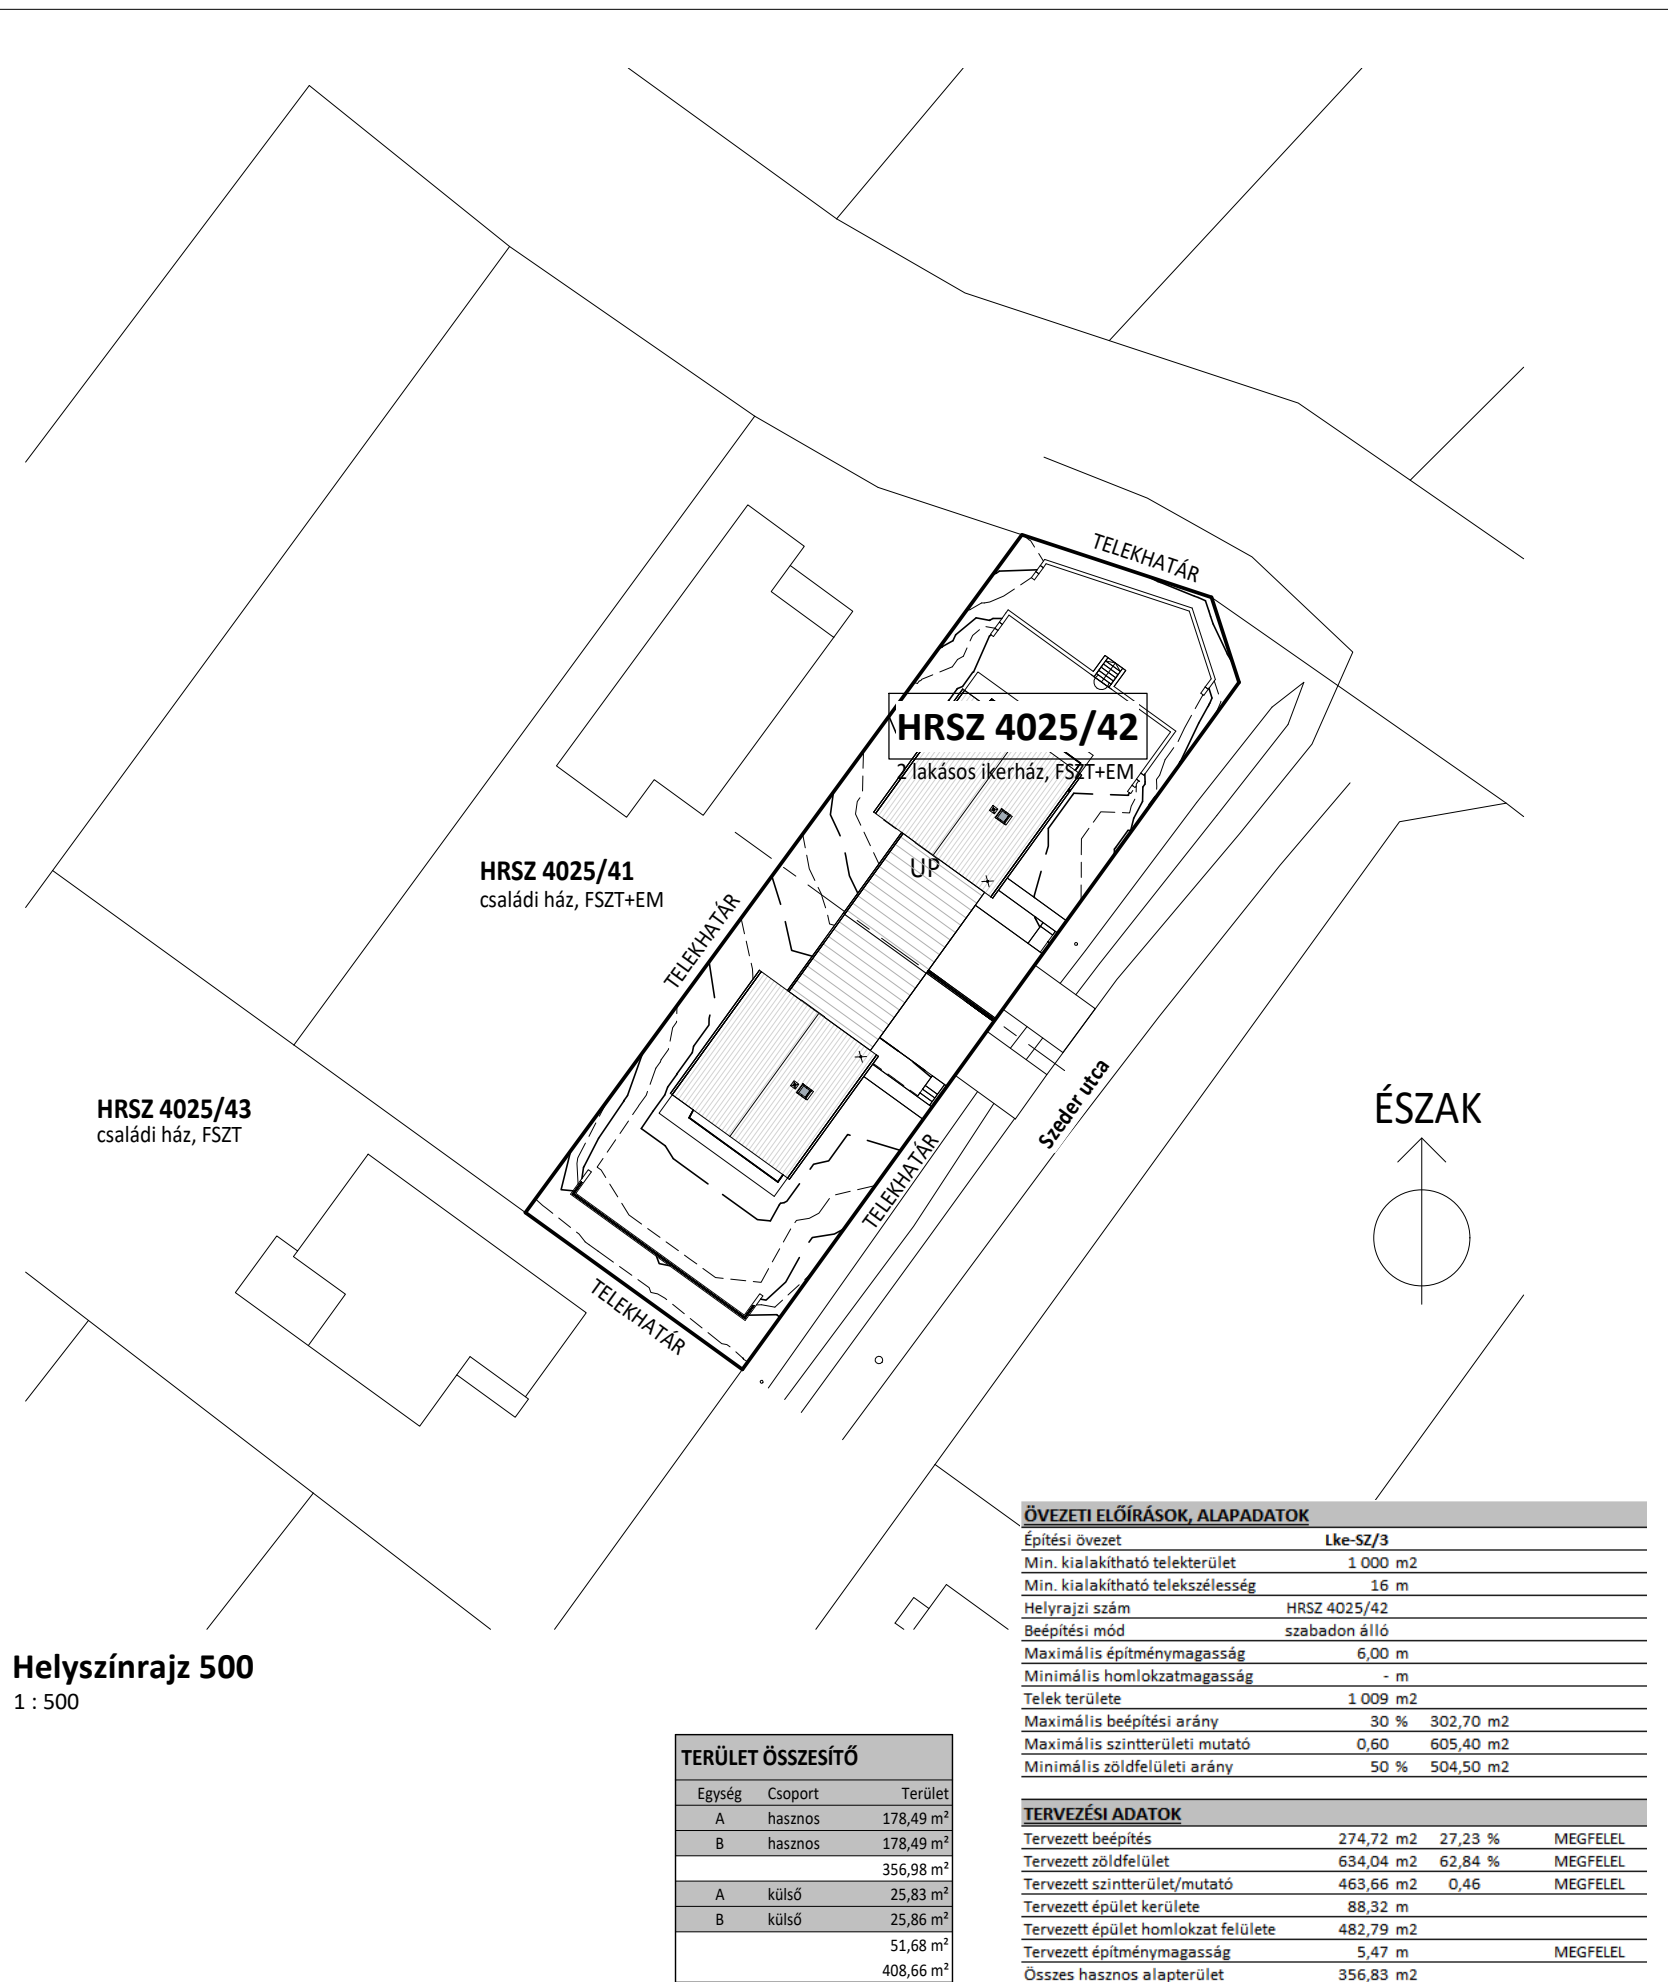 TELEKHATÁR
HRSZ 4025/42
2 lakásos ikerház, FSZT+EM
UP
HRSZ 4025/41
családi ház, FSZT+EM
TELEKHATÁR
HRSZ 4025/43
családi ház, FSZT
Szeder utca
ÉSZAK
TELEKHATÁR
TELEKHATÁR
Helyszínrajz 500
1 : 500
TERÜLET ÖSSZESÍTŐ
Egység Csoport Terület
A hasznos 178,49 m²
B hasznos 178,49 m²
356,98 m²
A külső 25,83 m²
B külső 25,86 m²
51,68 m²
408,66 m²
ÖVEZETI ELŐÍRÁSOK, ALAPADATOK
Építési övezet Lke-SZ/3
Min. kialakítható telekterület 1 000 m2
Min. kialakítható telekszélesség 16 m
Helyrajzi szám HRSZ 4025/42
Beépítési mód szabadon álló
Maximális építménymagasság 6,00 m
Minimális homlokzatmagasság - m
Telek területe 1 009 m2
Maximális beépítési arány 30 % 302,70 m2
Maximális szintterületi mutató 0,60 605,40 m2
Minimális zöldfelületi arány 50 % 504,50 m2
TERVEZÉSI ADATOK
Tervezett beépítés 274,72 m2 27,23 % MEGFELEL
Tervezett zöldfelület 634,04 m2 62,84 % MEGFELEL
Tervezett szintterület/mutató 463,66 m2 0,46 MEGFELEL
Tervezett épület kerülete 88,32 m
Tervezett épület homlokzat felülete 482,79 m2
Tervezett építménymagasság 5,47 m MEGFELEL
Összes hasznos alapterület 356,83 m2